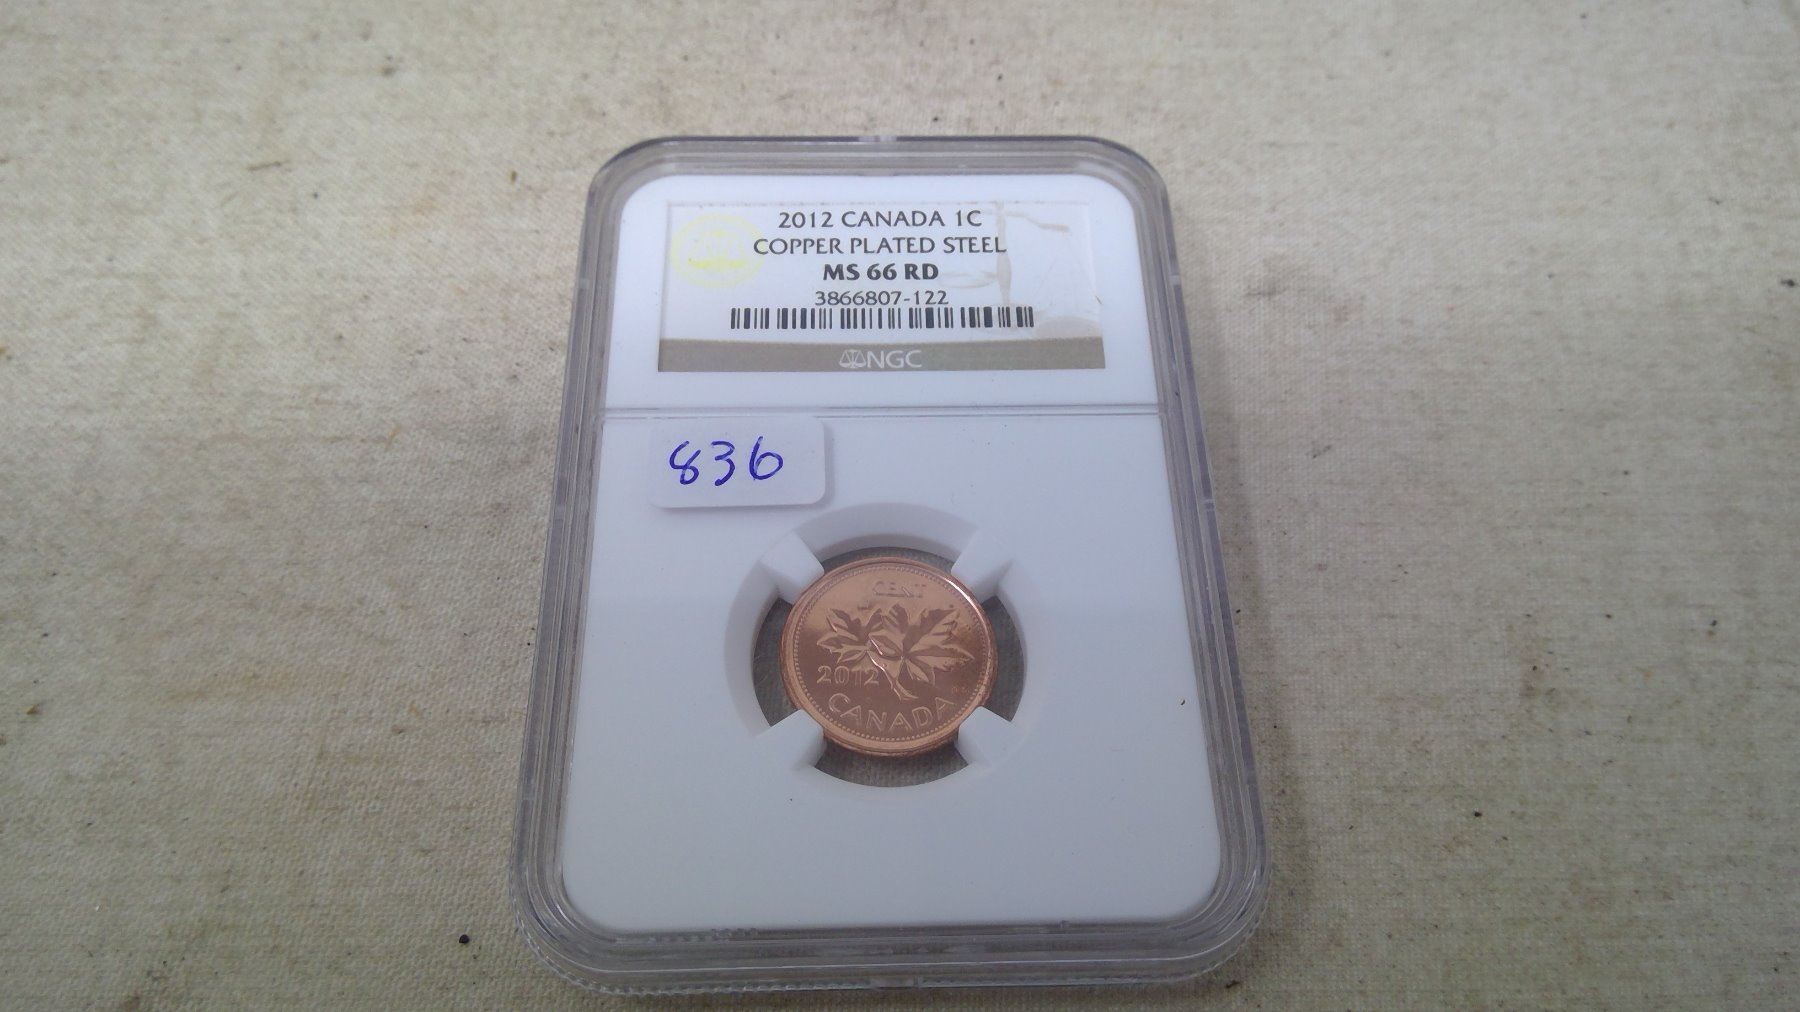 2012 CANADA 1C
COPPER PLATED STEEL
MS 66 RD
3866807-122
NGC
836
CENT
2012
CANADA